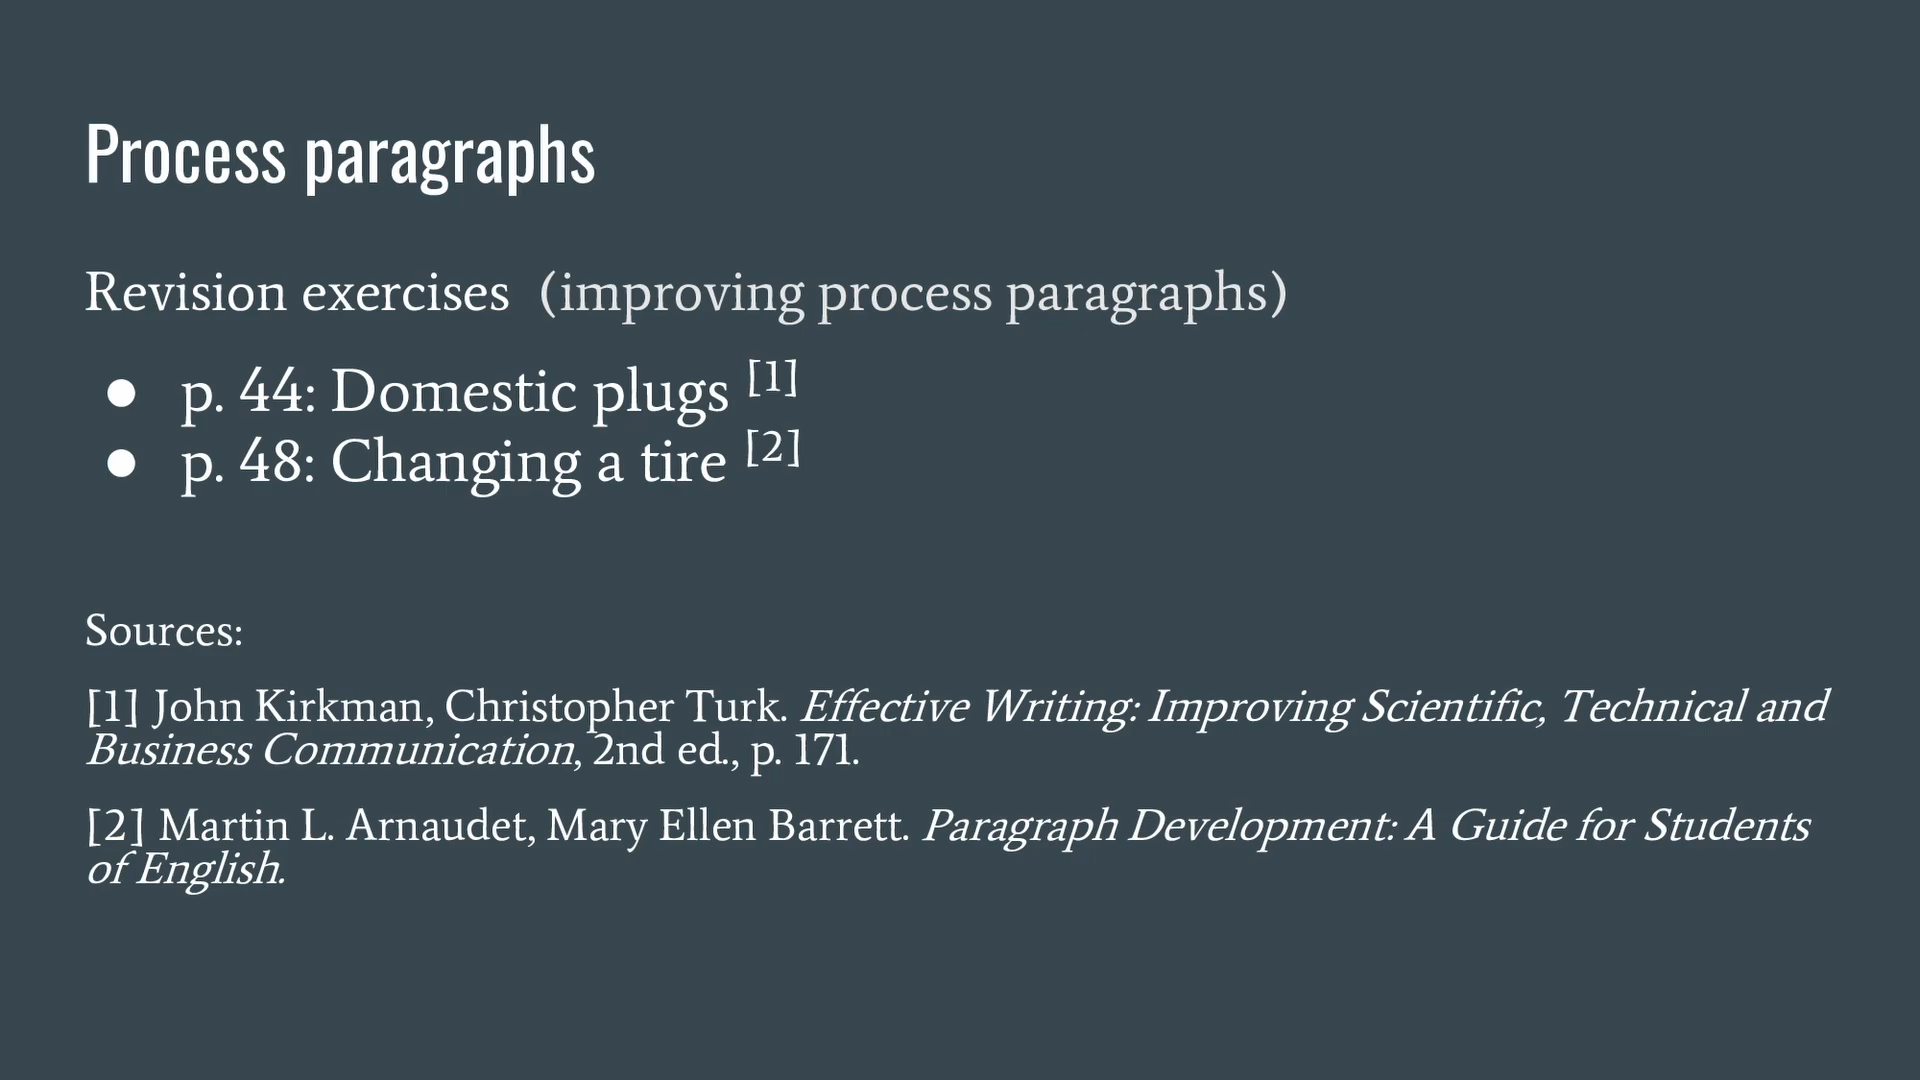 Process paragraphs
Revision exercises (improving process paragraphs)
● p. 44: Domestic plugs [1]
● p. 48: Changing a tire [2]
Sources:
[1] John Kirkman, Christopher Turk. Effective Writing: Improving Scientific, Technical and
Business Communication, 2nd ed., p. 171.
[2] Martin L. Arnaudet, Mary Ellen Barrett. Paragraph Development: A Guide for Students
of English.